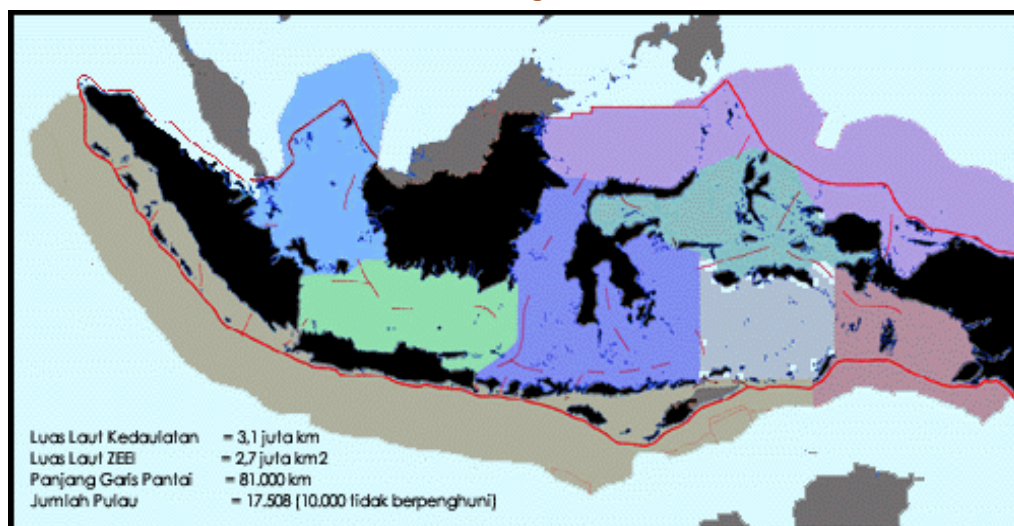 Luas Laut Kedaulatan = 3,1 juta km
Luas Laut ZEEI = 2,7 juta km2
Panjang Garis Pantai = 81.000 km
Jumlah Pulau = 17.508 (10.000 tidak berpenghuni)